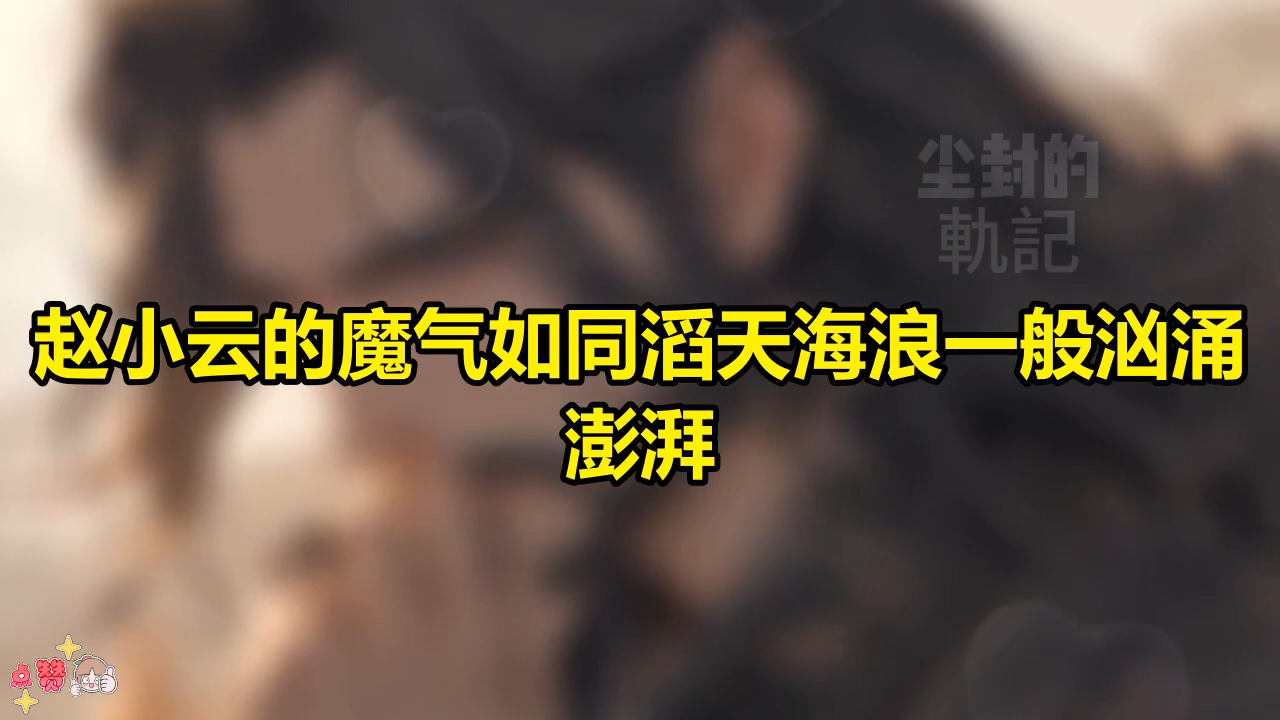 尘封的
軌記
赵小云的魔气如同滔天海浪一般汹涌
澎湃
点赞